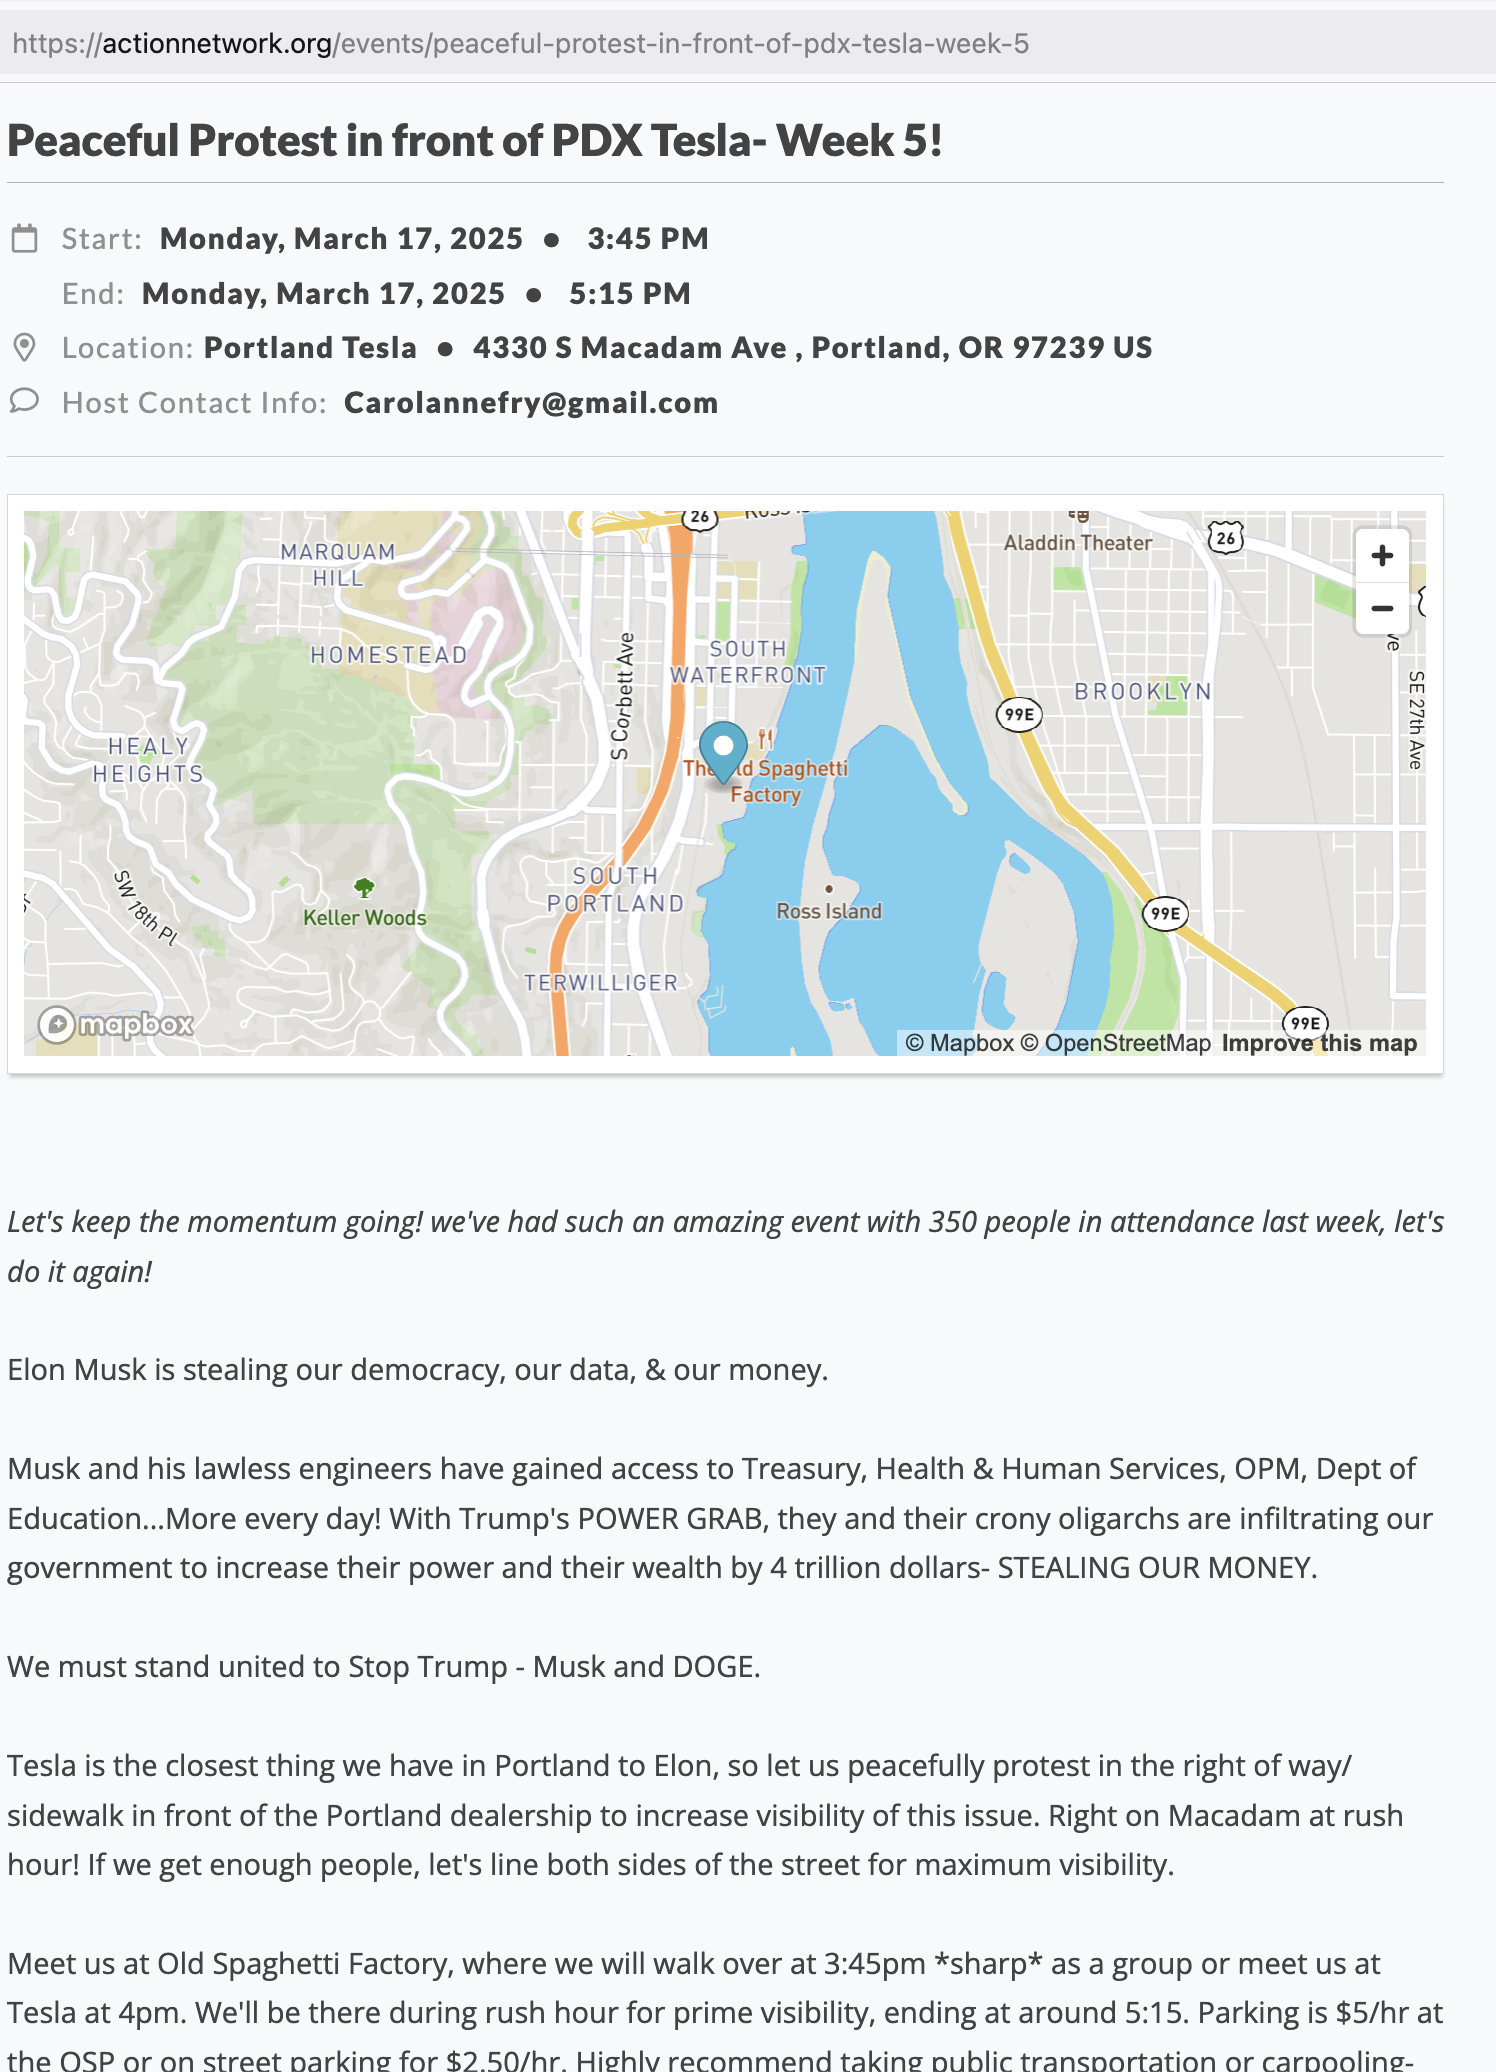 https://actionnetwork.org/events/peaceful-protest-in-front-of-pdx-tesla-week-5
Peaceful Protest in front of PDX Tesla- Week 5!
Start: Monday, March 17, 2025 ● 3:45 PM
End: Monday, March 17, 2025 ● 5:15 PM
Location: Portland Tesla ● 4330 S Macadam Ave , Portland, OR 97239 US
Host Contact Info: Carolannefry@gmail.com
26
Aladdin Theater
26
+
−
MARQUAM
HILL
HOMESTEAD
S Corbett Ave
SOUTH
WATERFRONT
BROOKLYN
SE 27th Ave
99E
HEALY
HEIGHTS
Spaghetti
Factory
SOUTH
PORTLAND
SW 18th Pl
Keller Woods
Ross Island
99E
TERWILLIGER
99E
mapbox
© Mapbox © OpenStreetMap Improve this map
Let's keep the momentum going! we've had such an amazing event with 350 people in attendance last week, let's
do it again!
Elon Musk is stealing our democracy, our data, & our money.
Musk and his lawless engineers have gained access to Treasury, Health & Human Services, OPM, Dept of
Education...More every day! With Trump's POWER GRAB, they and their crony oligarchs are infiltrating our
government to increase their power and their wealth by 4 trillion dollars- STEALING OUR MONEY.
We must stand united to Stop Trump - Musk and DOGE.
Tesla is the closest thing we have in Portland to Elon, so let us peacefully protest in the right of way/
sidewalk in front of the Portland dealership to increase visibility of this issue. Right on Macadam at rush
hour! If we get enough people, let's line both sides of the street for maximum visibility.
Meet us at Old Spaghetti Factory, where we will walk over at 3:45pm *sharp* as a group or meet us at
Tesla at 4pm. We'll be there during rush hour for prime visibility, ending at around 5:15. Parking is $5/hr at
the OSP or on street parking for $2.50/hr. Highly recommend taking public transportation or carpooling-